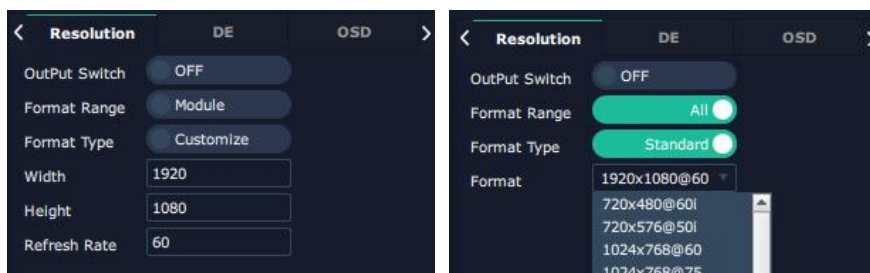 Resolution DE OSD
OutPut Switch OFF
Format Range Module
Format Type Customize
Width 1920
Height 1080
Refresh Rate 60
Resolution DE OSD
OutPut Switch OFF
Format Range All
Format Type Standard
Format 1920x1080@60
720x480@60i
720x576@50i
1024x768@60
1024x768@75